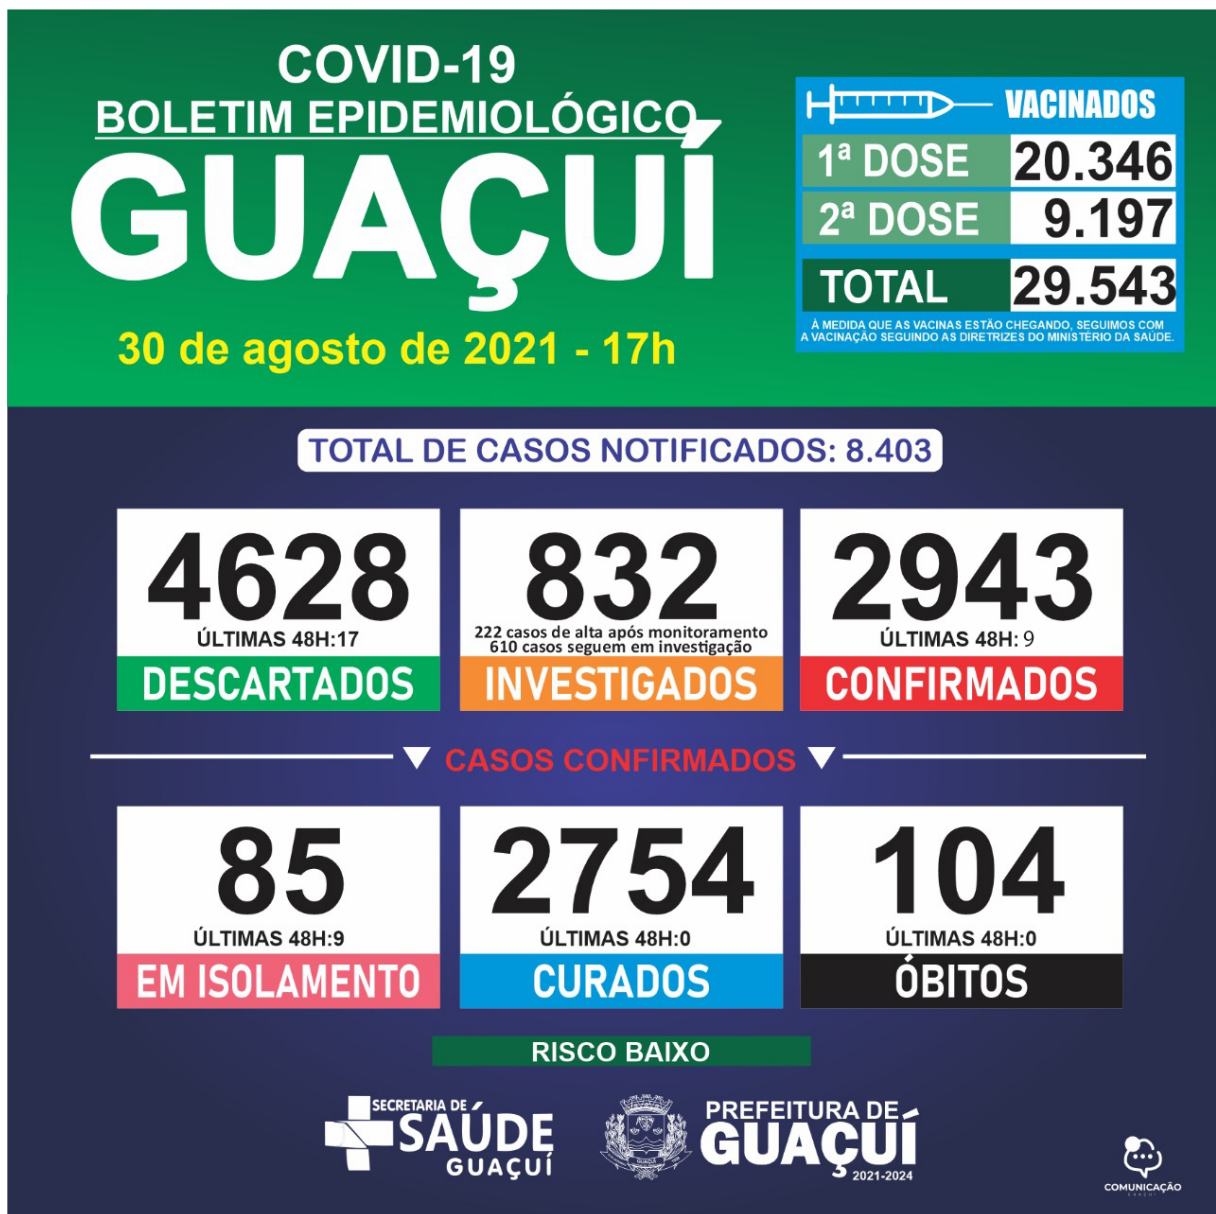 COVID-19
BOLETIM EPIDEMIOLÓGICO
GUAÇUÍ
30 de agosto de 2021 - 17h
VACINADOS
1ª DOSE 20.346
2ª DOSE 9.197
TOTAL 29.543
À MEDIDA QUE AS VACINAS ESTÃO CHEGANDO, SEGUIMOS COM
A VACINAÇÃO SEGUINDO AS DIRETRIZES DO MINISTÉRIO DA SAÚDE.
TOTAL DE CASOS NOTIFICADOS: 8.403
4628
ÚLTIMAS 48H:17
DESCARTADOS
832
222 casos de alta após monitoramento
610 casos seguem em investigação
INVESTIGADOS
2943
ÚLTIMAS 48H: 9
CONFIRMADOS
CASOS CONFIRMADOS
85
ÚLTIMAS 48H:9
EM ISOLAMENTO
2754
ÚLTIMAS 48H:0
CURADOS
104
ÚLTIMAS 48H:0
ÓBITOS
RISCO BAIXO
SECRETARIA DE
SAÚDE
GUAÇUÍ
PREFEITURA DE
GUAÇUÍ
2021-2024
COMUNICAÇÃO